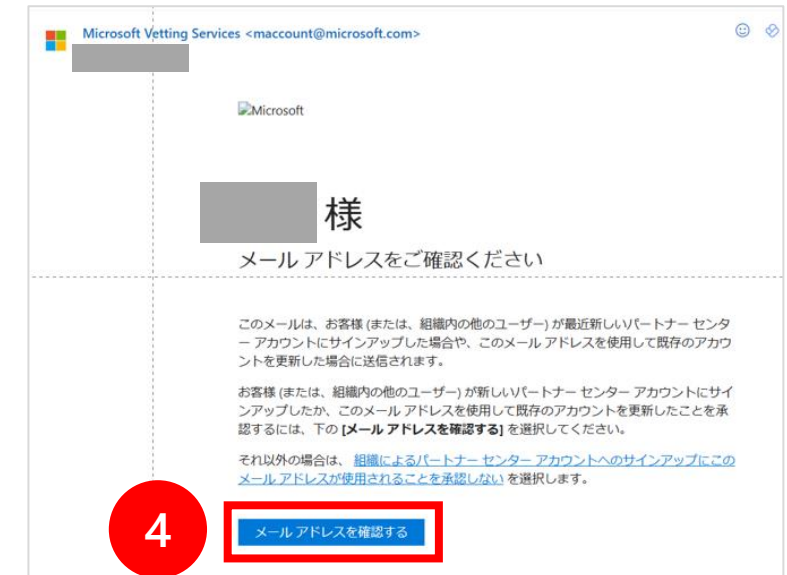 Microsoft Vetting Services <maccount@microsoft.com>
Microsoft
様
メール アドレスをご確認ください
このメールは、お客様 (または、組織内の他のユーザー) が最近新しいパートナー センタ
ー アカウントにサインアップした場合や、このメール アドレスを使用して既存のアカウ
ントを更新した場合に送信されます。
お客様 (または、組織内の他のユーザー) が新しいパートナー センター アカウントにサイ
ンアップしたか、このメール アドレスを使用して既存のアカウントを更新したことを承
認するには、下の [メール アドレスを確認する] を選択してください。
それ以外の場合は、 組織によるパートナー センター アカウントへのサインアップにこの
メール アドレスが使用されることを承認しない を選択します。
4
メール アドレスを確認する